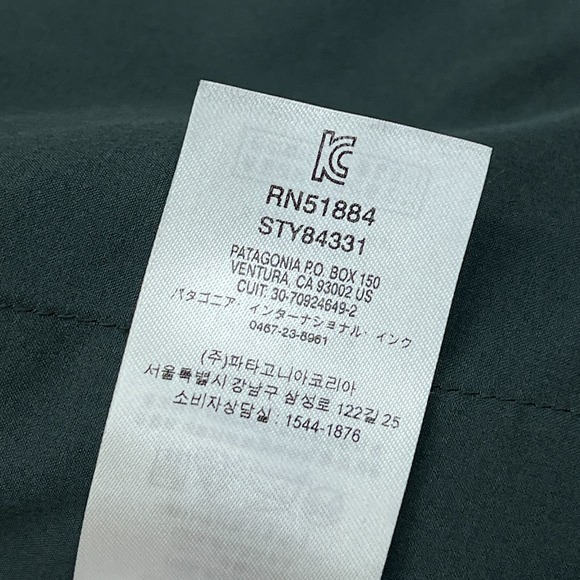 KC
RN51884
STY84331
PATAGONIA P.O. BOX 150
VENTURA, CA 93002 US
CUIT: 30-70924649-2
パタゴニア・インターナショナル・インク
0467-23-8961
(주)파타고니아코리아
서울특별시 강남구 삼성로 122길 25
소비자상담실 : 1544-1876